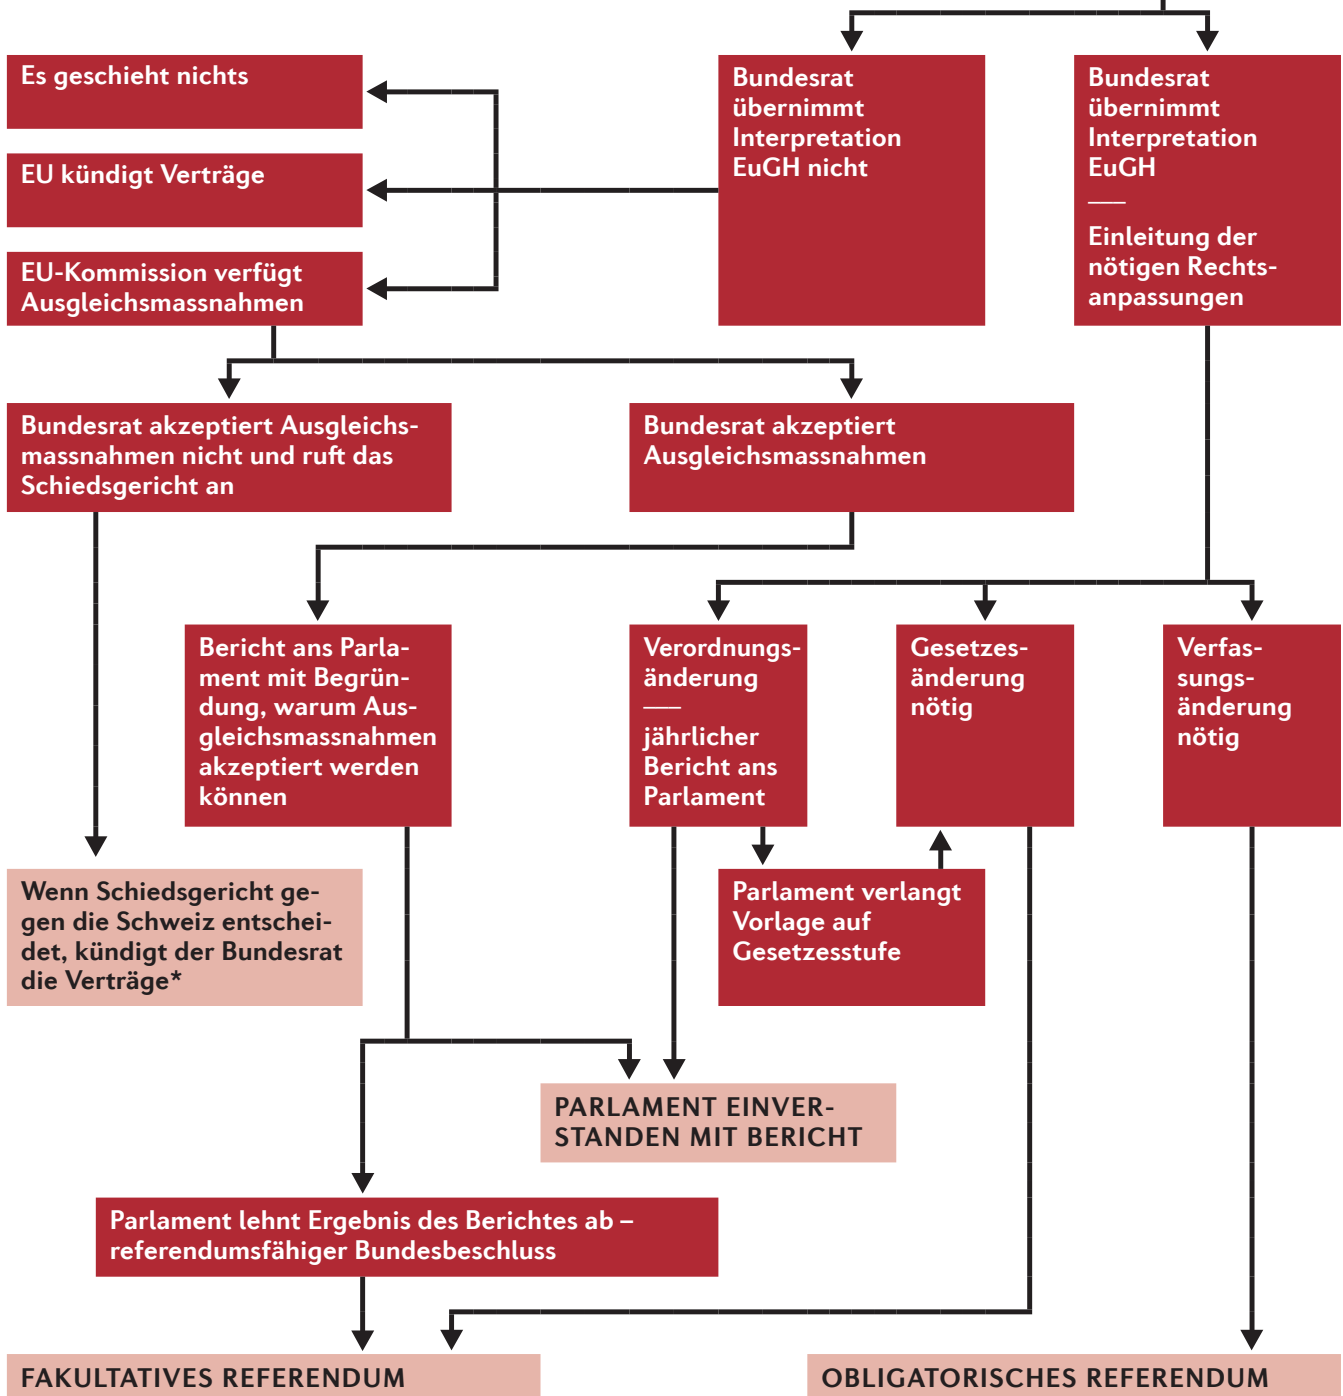 Es geschieht nichts
EU kündigt Verträge
EU-Kommission verfügt
Ausgleichsmassnahmen
Bundesrat
übernimmt
Interpretation
EuGH nicht
Bundesrat
übernimmt
Interpretation
EuGH
Einleitung der
nötigen Rechts-
anpassungen
Bundesrat akzeptiert Ausgleichs-
massnahmen nicht und ruft das
Schiedsgericht an
Bundesrat akzeptiert
Ausgleichsmassnahmen
Bericht ans Parla-
ment mit Begrün-
dung, warum Aus-
gleichsmassnahmen
akzeptiert werden
können
Verordnungs-
änderung
jährlicher
Bericht ans
Parlament
Gesetzes-
änderung
nötig
Verfas-
sungs-
änderung
nötig
Wenn Schiedsgericht ge-
gen die Schweiz entschei-
det, kündigt der Bundesrat
die Verträge*
Parlament verlangt
Vorlage auf
Gesetzesstufe
PARLAMENT EINVER-
STANDEN MIT BERICHT
Parlament lehnt Ergebnis des Berichtes ab –
referendumsfähiger Bundesbeschluss
FAKULTATIVES REFERENDUM
OBLIGATORISCHES REFERENDUM